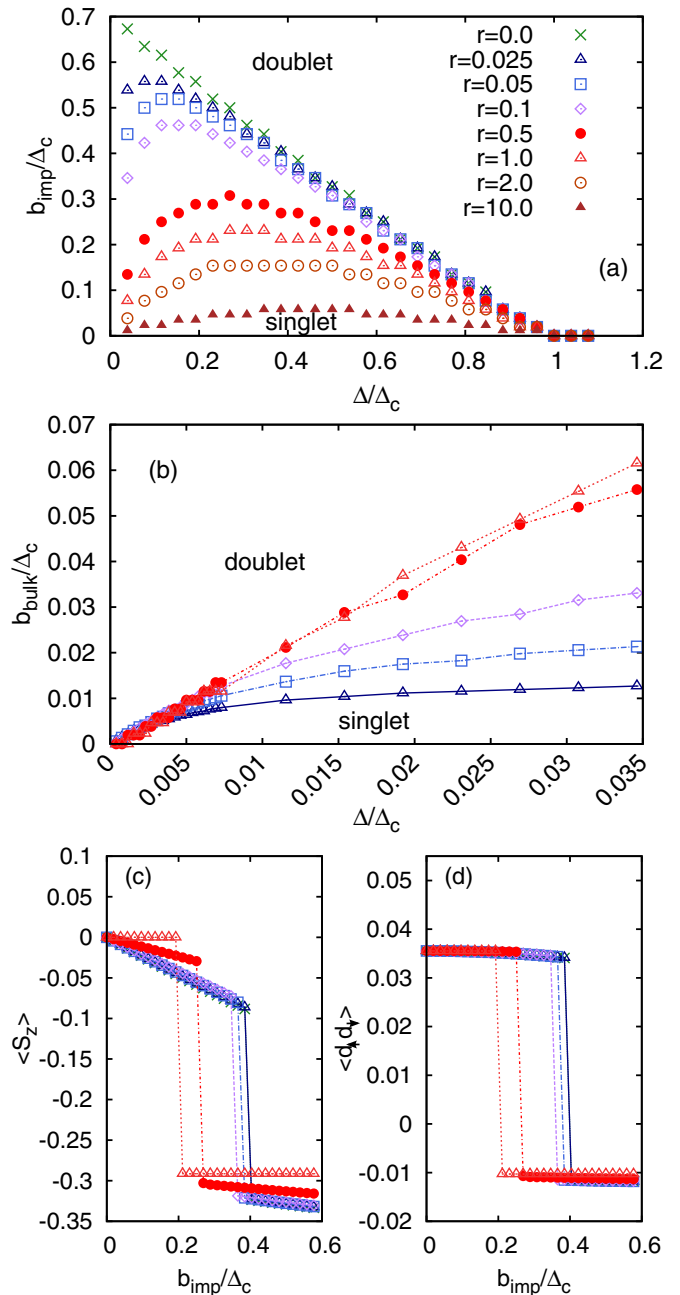 0.7
0.6
0.5
0.4
0.3
0.2
0.1
0
b_imp/Δ_c
doublet
r=0.0
r=0.025
r=0.05
r=0.1
r=0.5
r=1.0
r=2.0
r=10.0
(a)
singlet
0 0.2 0.4 0.6 0.8 1 1.2
Δ/Δ_c
0.07
0.06
0.05
0.04
0.03
0.02
0.01
0
b_bulk/Δ_c
(b)
doublet
singlet
0 0.005 0.01 0.015 0.02 0.025 0.03 0.035
Δ/Δ_c
0.1
0.05
0
-0.05
-0.1
-0.15
-0.2
-0.25
-0.3
-0.35
<S_z>
(c)
0 0.2 0.4 0.6
b_imp/Δ_c
0.05
0.04
0.03
0.02
0.01
0
-0.01
-0.02
<d d>
(d)
0 0.2 0.4 0.6
b_imp/Δ_c